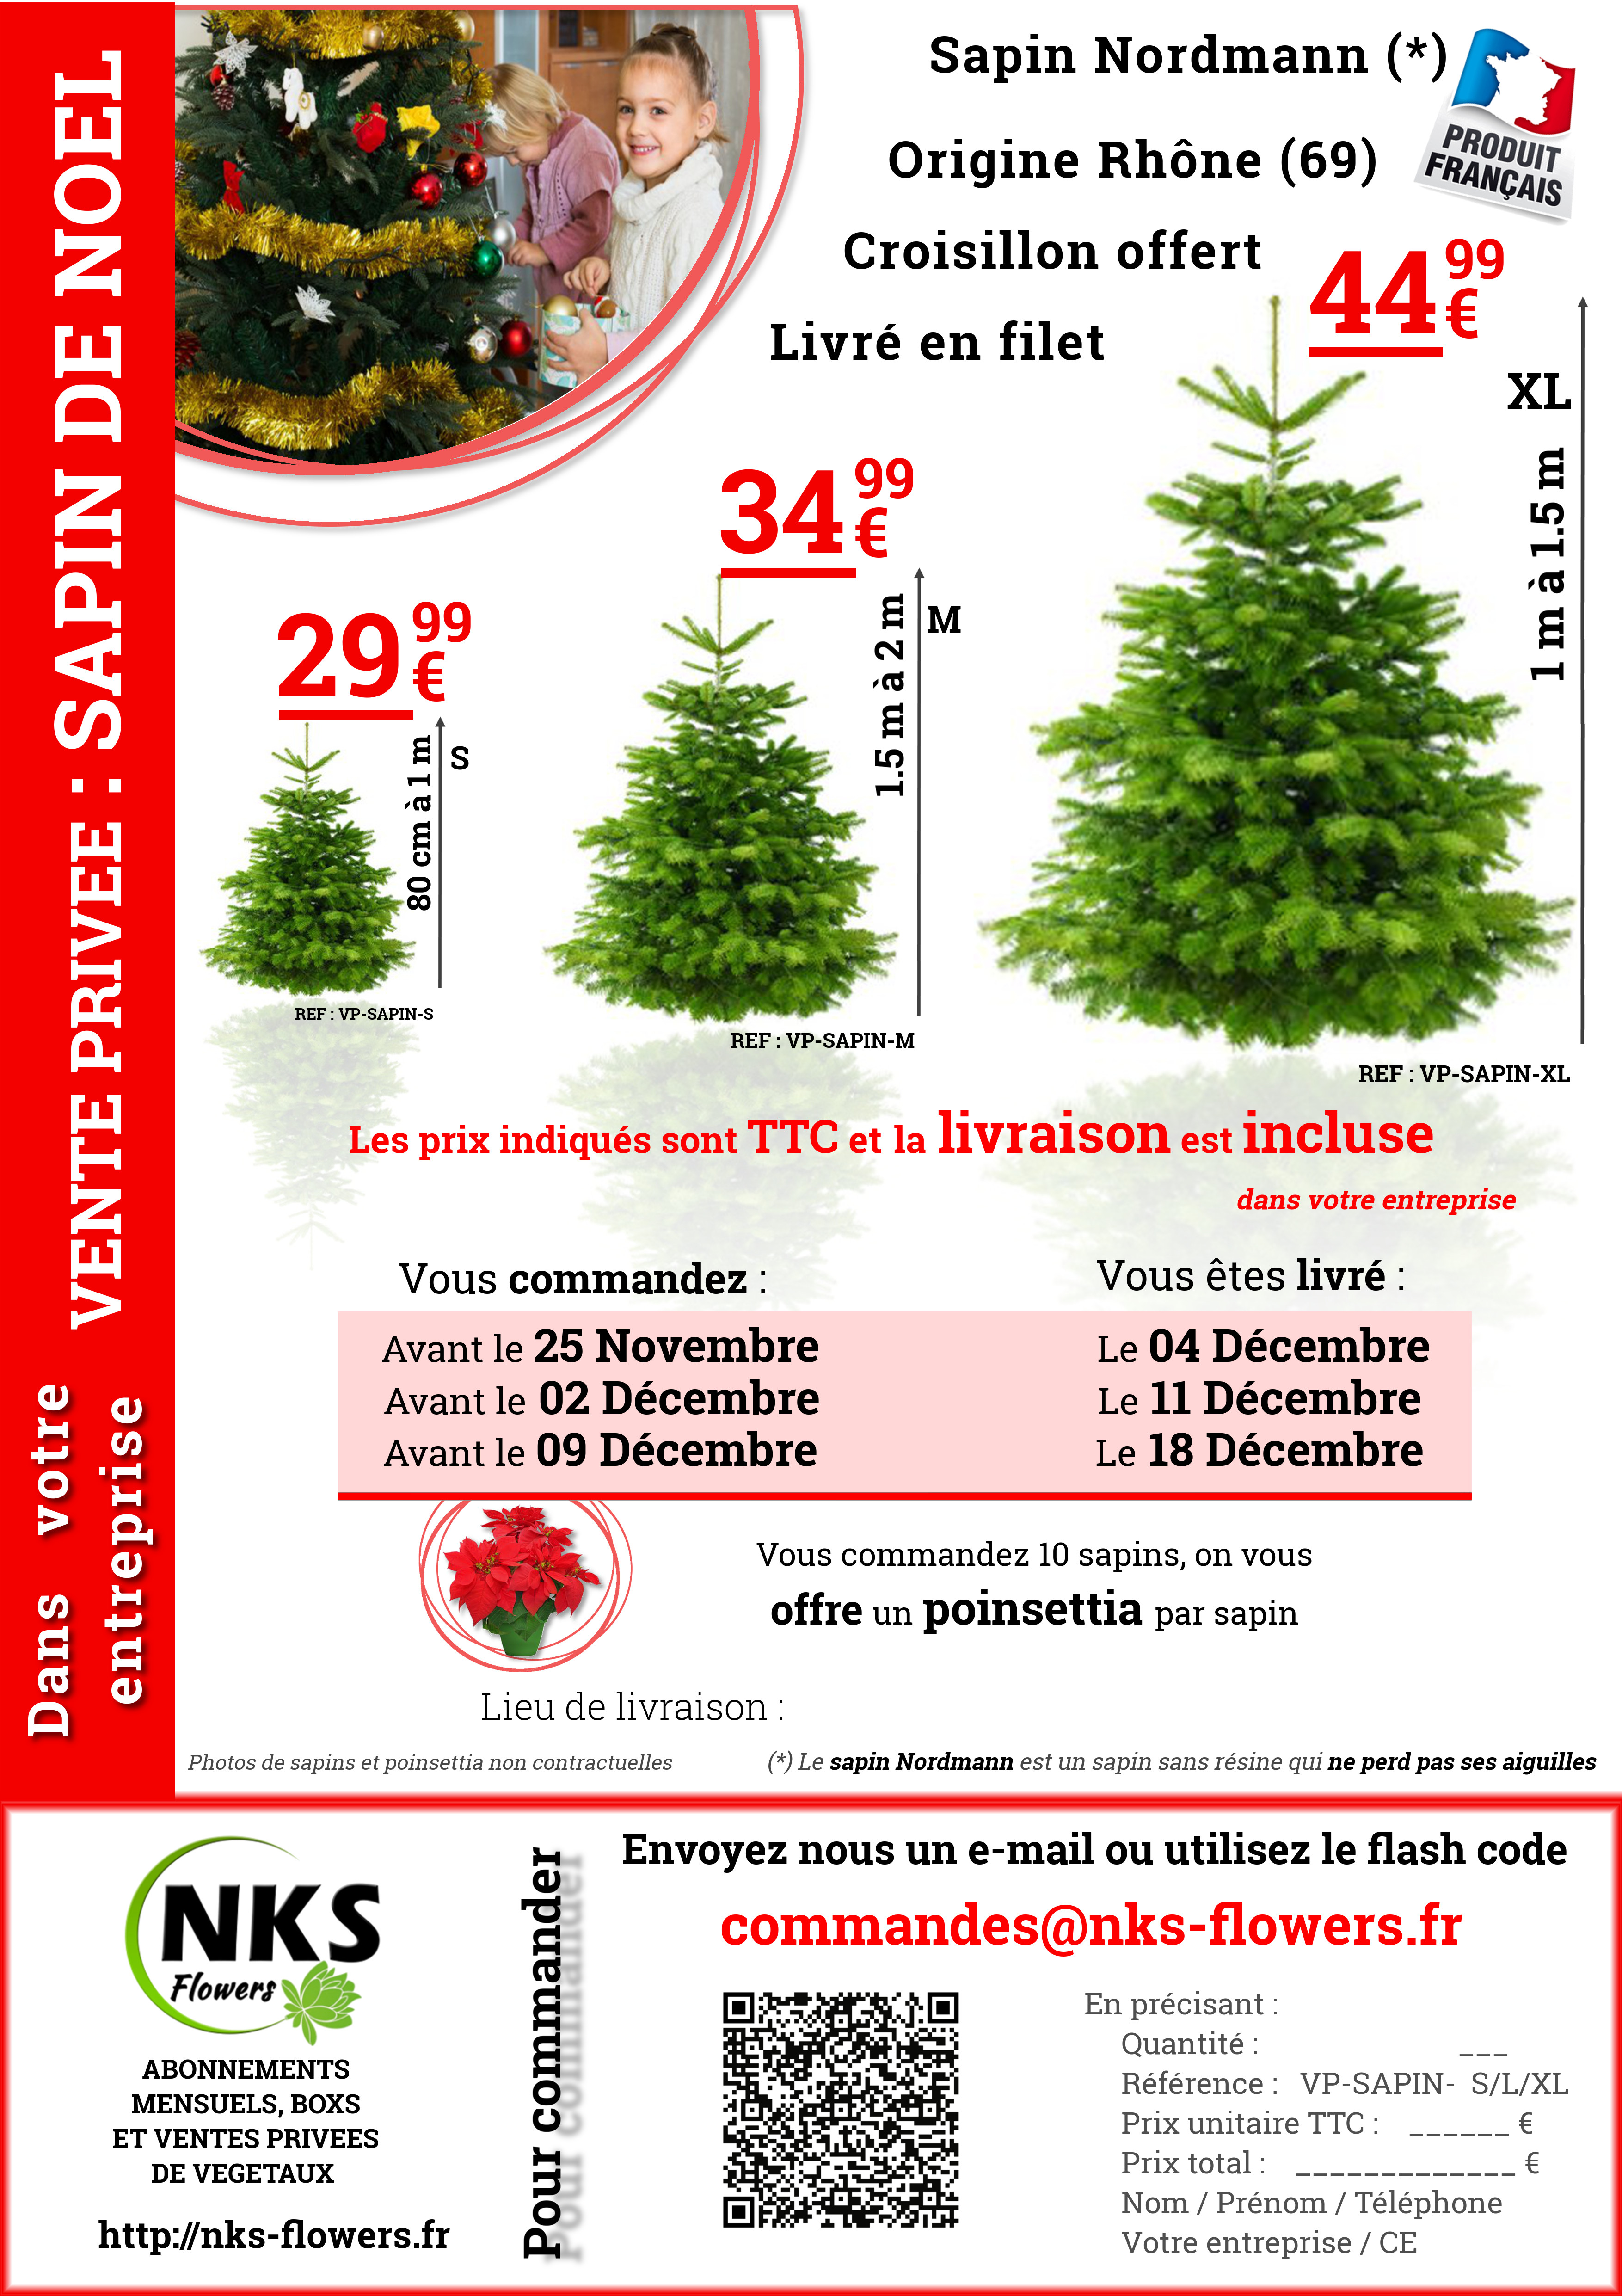 Dans votre
entreprise
VENTE PRIVEE : SAPIN DE NOEL
Sapin Nordmann (*)
Origine Rhône (69)
Croisillon offert
Livré en filet
PRODUIT
FRANÇAIS
44 99 €
XL
1 m à 1.5 m
34 99 €
M
1.5 m à 2 m
29 99 €
S
80 cm à 1 m
REF : VP-SAPIN-S
REF : VP-SAPIN-M
REF : VP-SAPIN-XL
Les prix indiqués sont TTC et la livraison est incluse
dans votre entreprise
Vous commandez :
Vous êtes livré :
Avant le 25 Novembre
Le 04 Décembre
Avant le 02 Décembre
Le 11 Décembre
Avant le 09 Décembre
Le 18 Décembre
Vous commandez 10 sapins, on vous
offre un poinsettia par sapin
Lieu de livraison :
Photos de sapins et poinsettia non contractuelles
(*) Le sapin Nordmann est un sapin sans résine qui ne perd pas ses aiguilles
NKS
Flowers
ABONNEMENTS
MENSUELS, BOXS
ET VENTES PRIVEES
DE VEGETAUX
http://nks-flowers.fr
Pour commander
Envoyez nous un e-mail ou utilisez le flash code
commandes@nks-flowers.fr
En précisant :
Quantité : ___
Référence : VP-SAPIN- S/L/XL
Prix unitaire TTC : ______ €
Prix total : _____________ €
Nom / Prénom / Téléphone
Votre entreprise / CE